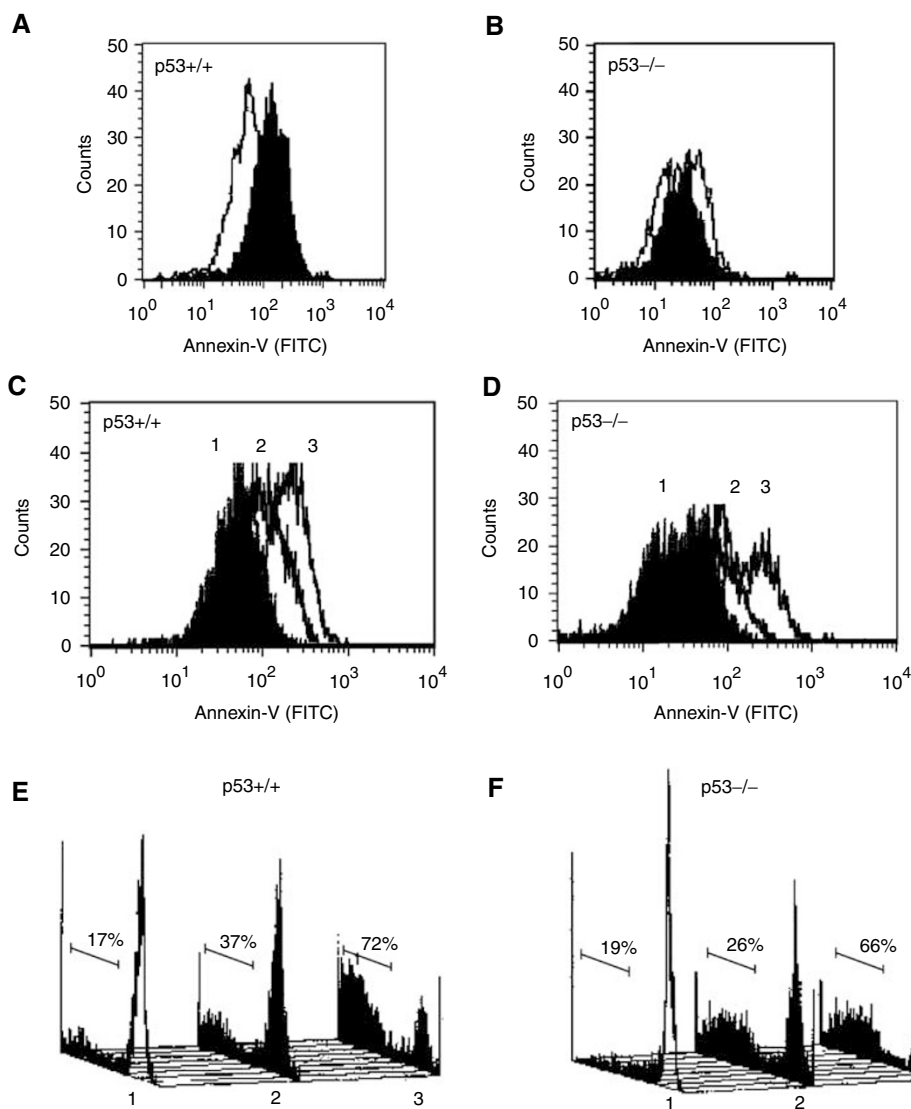 A
p53+/+
50
40
30
20
10
0
Counts
10^0 10^1 10^2 10^3 10^4
Annexin-V (FITC)
B
p53–/–
50
40
30
20
10
0
Counts
10^0 10^1 10^2 10^3 10^4
Annexin-V (FITC)
C
p53+/+
1 2 3
50
40
30
20
10
0
Counts
10^0 10^1 10^2 10^3 10^4
Annexin-V (FITC)
D
p53–/–
1 2 3
50
40
30
20
10
0
Counts
10^0 10^1 10^2 10^3 10^4
Annexin-V (FITC)
E
p53+/+
17% 37% 72%
1 2 3
F
p53–/–
19% 26% 66%
1 2